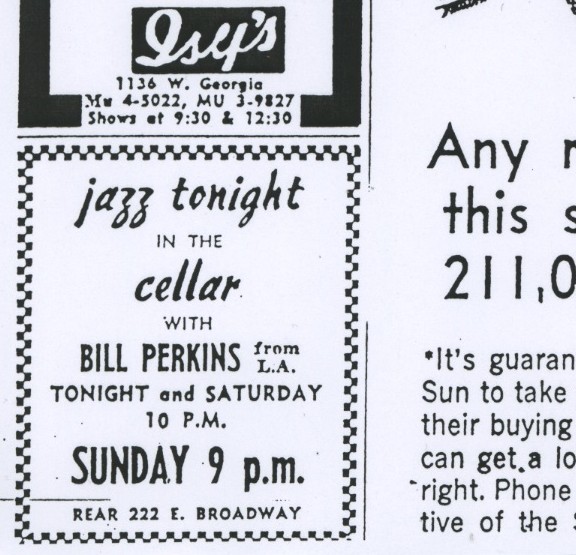 Isy's
1136 W. Georgia
Mu 4-5022, MU 3-9827
Shows at 9:30 & 12:30
jazz tonight
IN THE
cellar
WITH
BILL PERKINS from L.A.
TONIGHT and SATURDAY
10 P.M.
SUNDAY 9 p.m.
REAR 222 E. BROADWAY
Any
this s
211,0
*It's guaran
Sun to take
their buying
can get a lo
right. Phone
tive of the